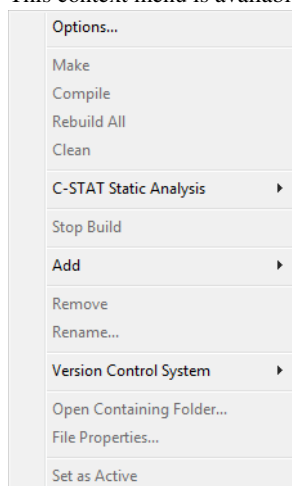 This context menu is availabl
Options...
Make
Compile
Rebuild All
Clean
C-STAT Static Analysis
Stop Build
Add
Remove
Rename...
Version Control System
Open Containing Folder...
File Properties...
Set as Active